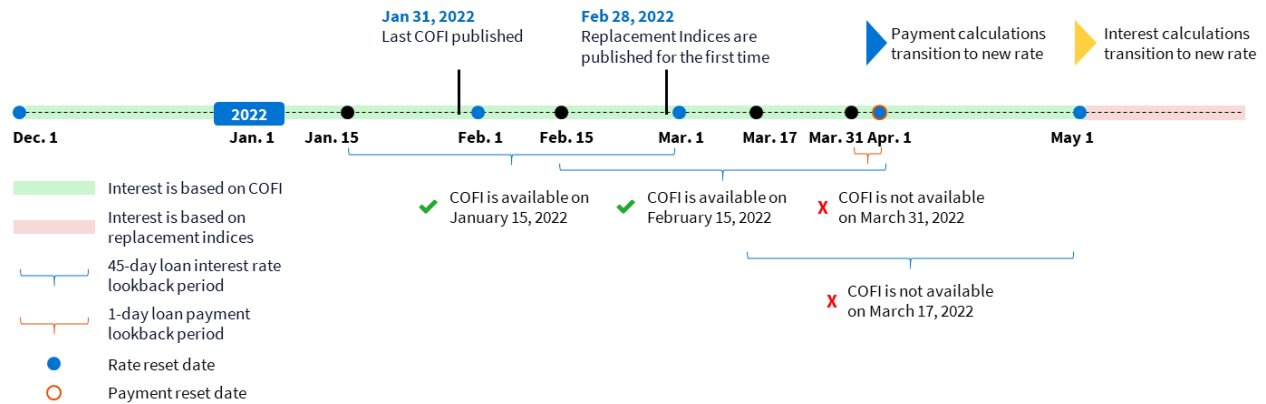 Jan 31, 2022
Last COFI published
Feb 28, 2022
Replacement Indices are
published for the first time
Payment calculations
transition to new rate
Interest calculations
transition to new rate
2022
Dec. 1
Jan. 1
Jan. 15
Feb. 1
Feb. 15
Mar. 1
Mar. 17
Mar. 31
Apr. 1
May 1
COFI is available on
January 15, 2022
COFI is available on
February 15, 2022
X
COFI is not available
on March 31, 2022
X
COFI is not available
on March 17, 2022
Interest is based on COFI
Interest is based on
replacement indices
45-day loan interest rate
lookback period
1-day loan payment
lookback period
Rate reset date
Payment reset date